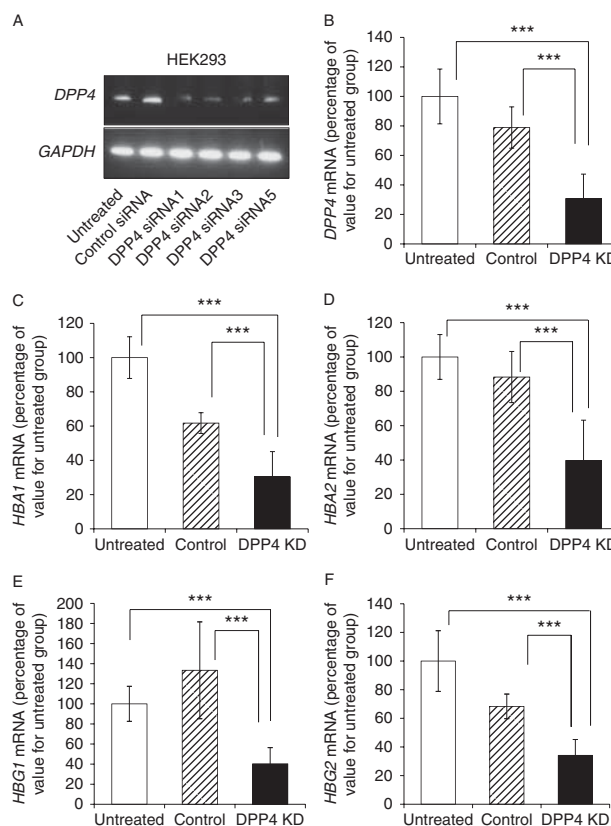 A
HEK293
DPP4
GAPDH
Untreated
Control siRNA
DPP4 siRNA1
DPP4 siRNA2
DPP4 siRNA3
DPP4 siRNA5
B
DPP4 mRNA (percentage of
value for untreated group)
140
120
100
80
60
40
20
0
***
***
Untreated Control DPP4 KD
C
HBA1 mRNA (percentage of
value for untreated group)
120
100
80
60
40
20
0
***
***
Untreated Control DPP4 KD
D
HBA2 mRNA (percentage of
value for untreated group)
140
120
100
80
60
40
20
0
***
***
Untreated Control DPP4 KD
E
HBG1 mRNA (percentage of
value for untreated group)
200
180
160
140
120
100
80
60
40
20
0
***
***
Untreated Control DPP4 KD
F
HBG2 mRNA (percentage of
value for untreated group)
140
120
100
80
60
40
20
0
***
***
Untreated Control DPP4 KD